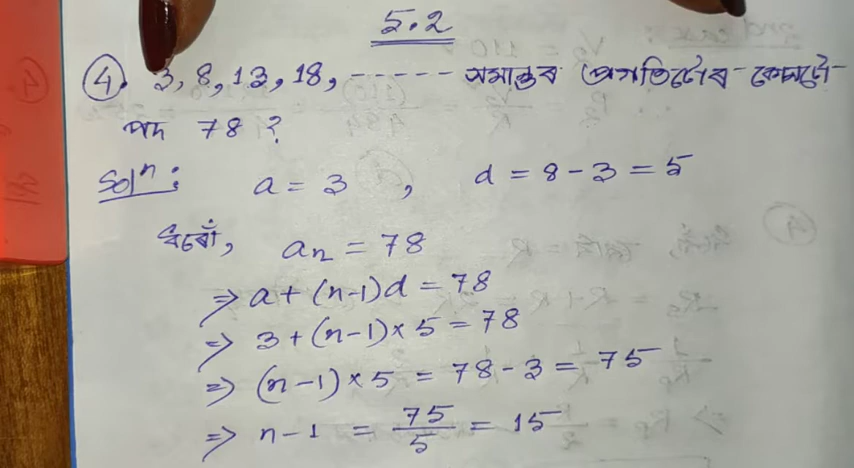 5.2
4. 3, 8, 13, 18, ------ সমান্তৰ প্ৰগতিটোৰ কোনটো
পদ 78 ?
Solⁿ : a = 3 , d = 8 - 3 = 5
ধৰোঁ, aₙ = 78
⇒ a + (n-1)d = 78
⇒ 3 + (n-1) × 5 = 78
⇒ (n-1) × 5 = 78 - 3 = 75
⇒ n-1 = 75/5 = 15